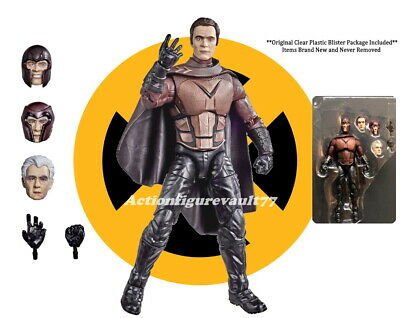 **Original Clear Plastic Blister Package Included**
Items Brand New and Never Removed
Actionfigurevault77